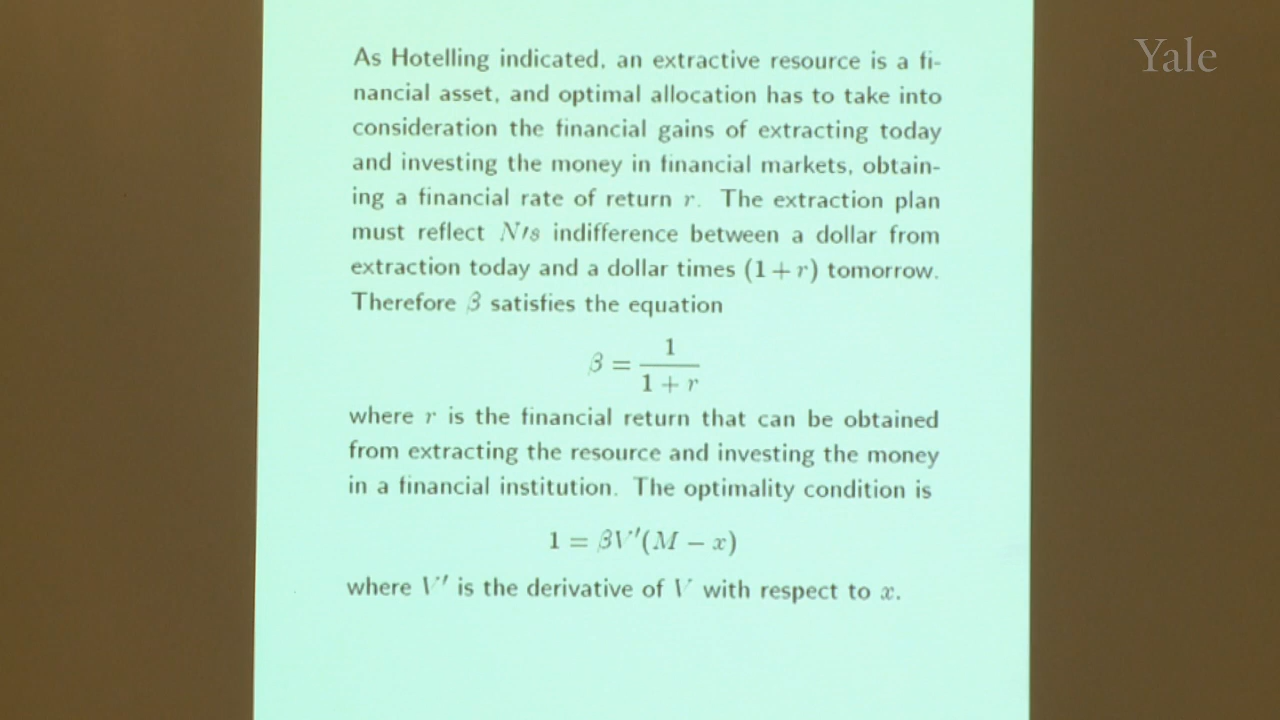 Yale
As Hotelling indicated, an extractive resource is a fi-
nancial asset, and optimal allocation has to take into
consideration the financial gains of extracting today
and investing the money in financial markets, obtain-
ing a financial rate of return r. The extraction plan
must reflect N′s indifference between a dollar from
extraction today and a dollar times (1 + r) tomorrow.
Therefore β satisfies the equation
β = 1 / (1 + r)
where r is the financial return that can be obtained
from extracting the resource and investing the money
in a financial institution. The optimality condition is
1 = βV′(M − x)
where V′ is the derivative of V with respect to x.